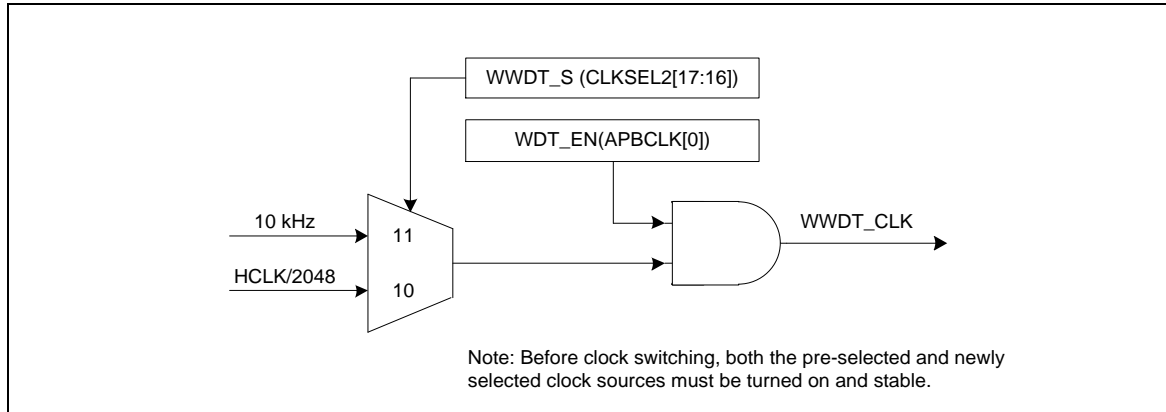 WWDT_S (CLKSEL2[17:16])
WDT_EN(APBCLK[0])
10 kHz
11
WWDT_CLK
HCLK/2048
10
Note: Before clock switching, both the pre-selected and newly
selected clock sources must be turned on and stable.